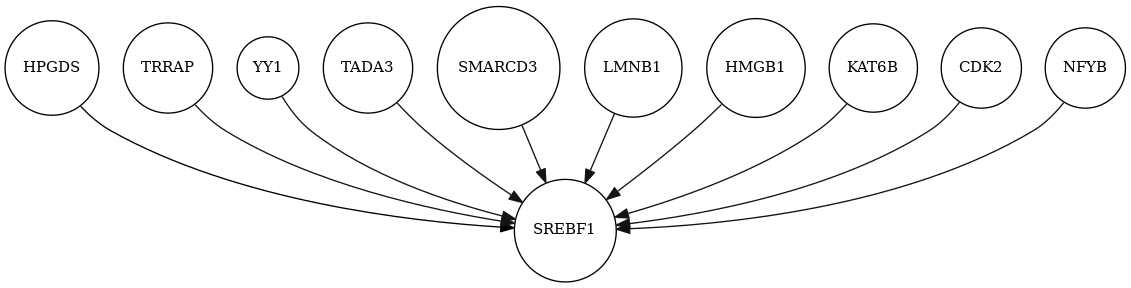 HPGDS
TRRAP
YY1
TADA3
SMARCD3
LMNB1
HMGB1
KAT6B
CDK2
NFYB
SREBF1